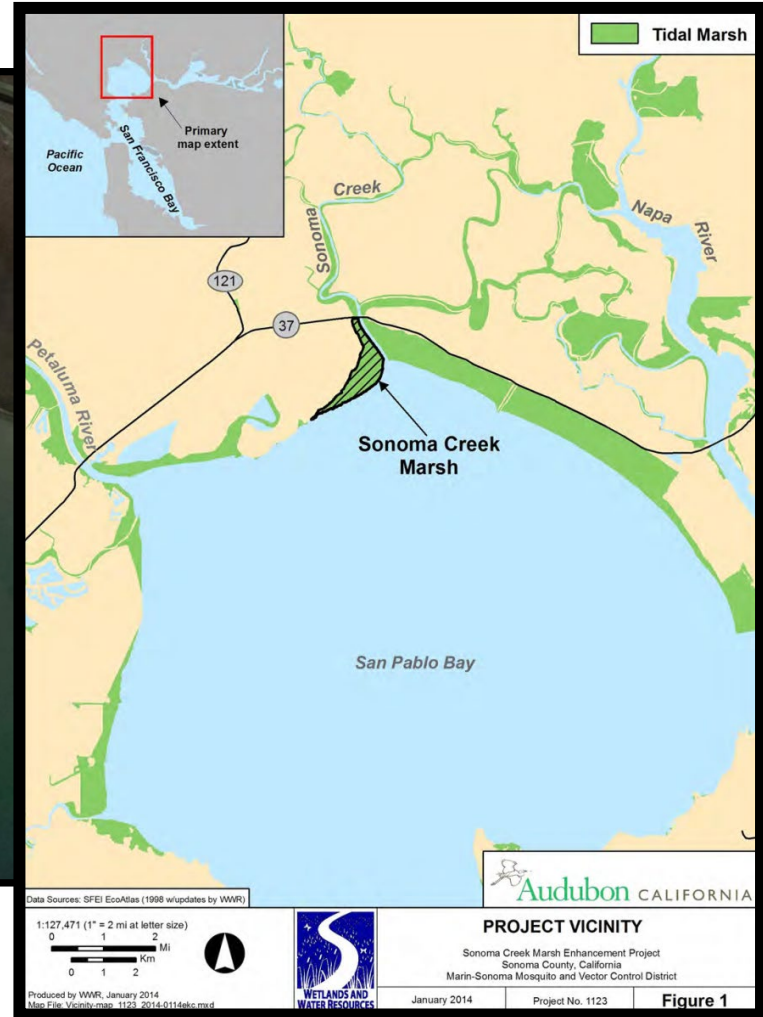 Tidal Marsh
Primary
map extent
Pacific
Ocean
San Francisco Bay
Sonoma
Creek
Napa
River
121
37
Petaluma River
Sonoma Creek
Marsh
San Pablo Bay
Audubon CALIFORNIA
Data Sources: SFEI EcoAtlas (1998 w/updates by WWR)
1:127,471 (1" = 2 mi at letter size)
0 1 2
Mi
Km
0 1 2
Produced by WWR, January 2014
Map File: Vicinity-map_1123_2014-0114ekc.mxd
WETLANDS AND
WATER RESOURCES
PROJECT VICINITY
Sonoma Creek Marsh Enhancement Project
Sonoma County, California
Marin-Sonoma Mosquito and Vector Control District
January 2014
Project No. 1123
Figure 1